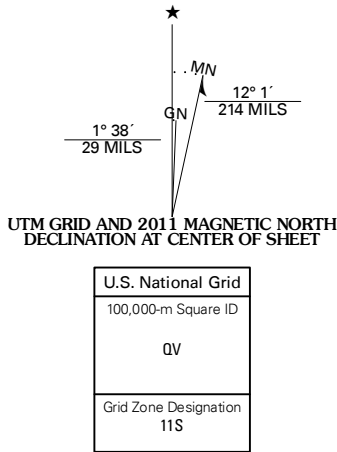 ★
MN
GN
12° 1´
214 MILS
1° 38´
29 MILS
UTM GRID AND 2011 MAGNETIC NORTH
DECLINATION AT CENTER OF SHEET
U.S. National Grid
100,000-m Square ID
QV
Grid Zone Designation
11S